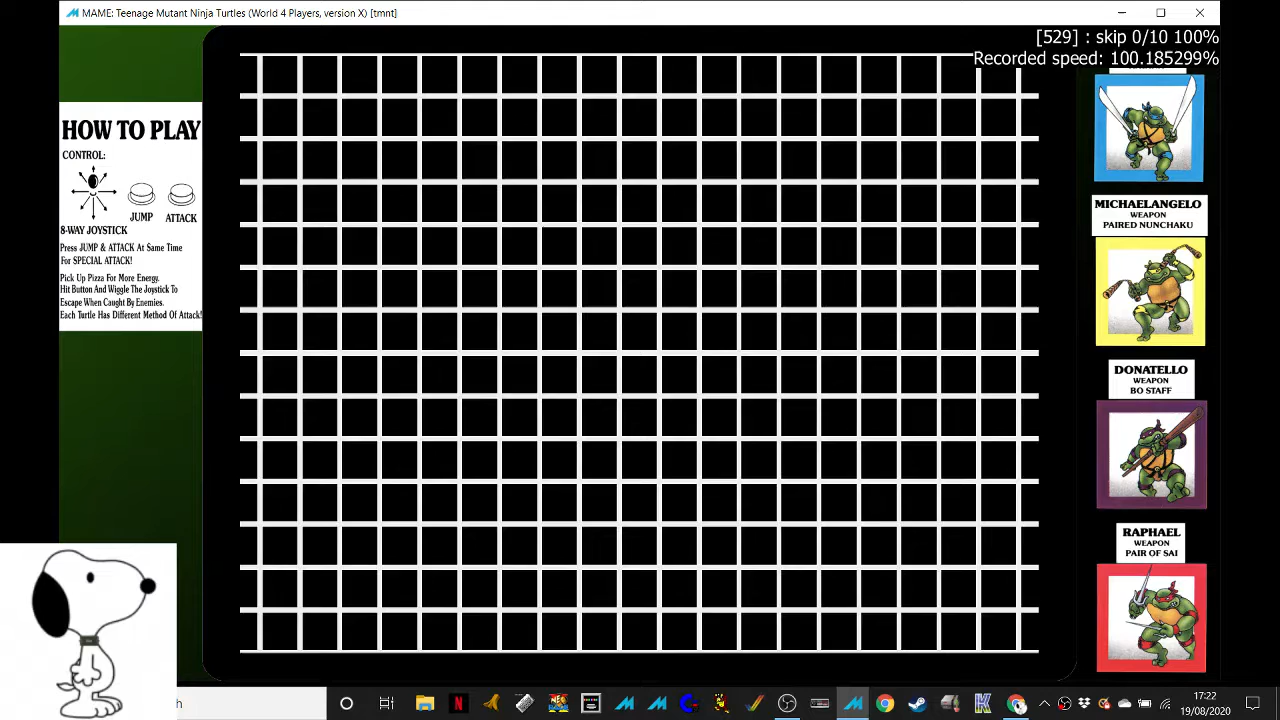 MAME: Teenage Mutant Ninja Turtles (World 4 Players, version X) [tmnt]
[529] : skip 0/10 100%
Recorded speed: 100.185299%
HOW TO PLAY
CONTROL:
JUMP
ATTACK
8-WAY JOYSTICK
Press JUMP & ATTACK At Same Time
For SPECIAL ATTACK!
Pick Up Pizza For More Energy.
Hit Button And Wiggle The Joystick To
Escape When Caught By Enemies.
Each Turtle Has Different Method Of Attack!
MICHAELANGELO
WEAPON
PAIRED NUNCHAKU
DONATELLO
WEAPON
BO STAFF
RAPHAEL
WEAPON
PAIR OF SAI
17:22
19/08/2020